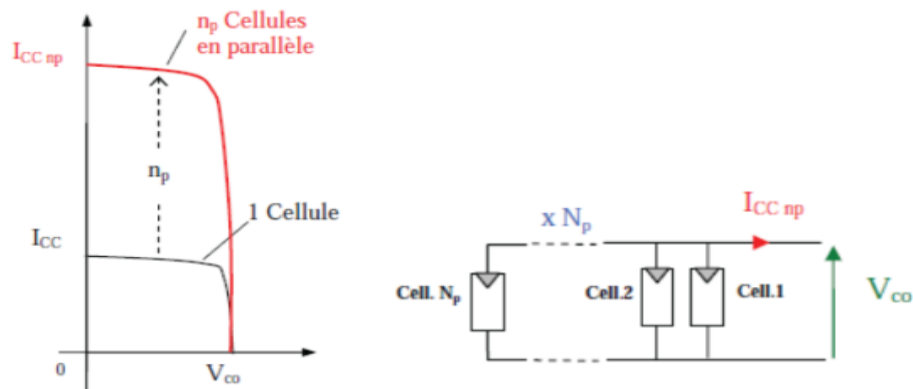 I_CC np
n_p Cellules
en parallèle
n_p
1 Cellule
I_CC
0
V_co
x N_p
I_CC np
Cell. N_p
Cell.2
Cell.1
V_co